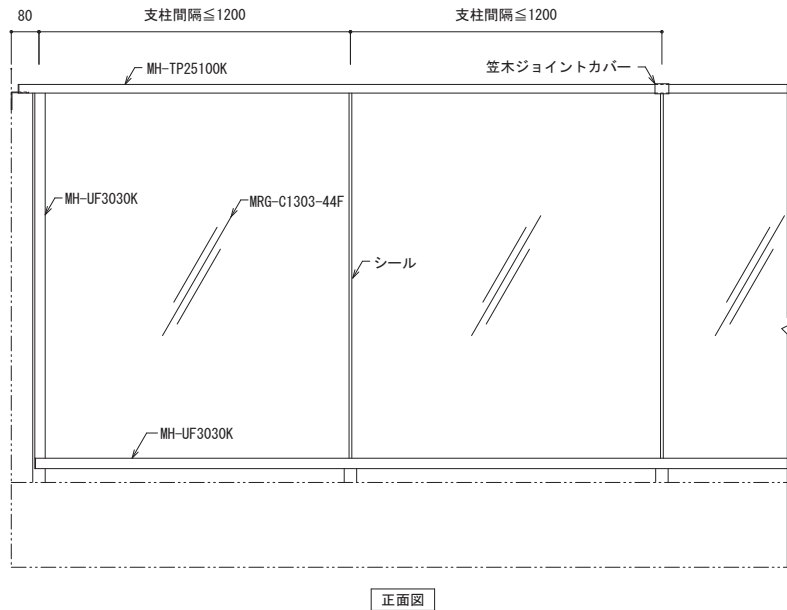 80
支柱間隔≦1200
支柱間隔≦1200
MH-TP25100K
笠木ジョイントカバー
MH-UF3030K
MRG-C1303-44F
シール
MH-UF3030K
正面図